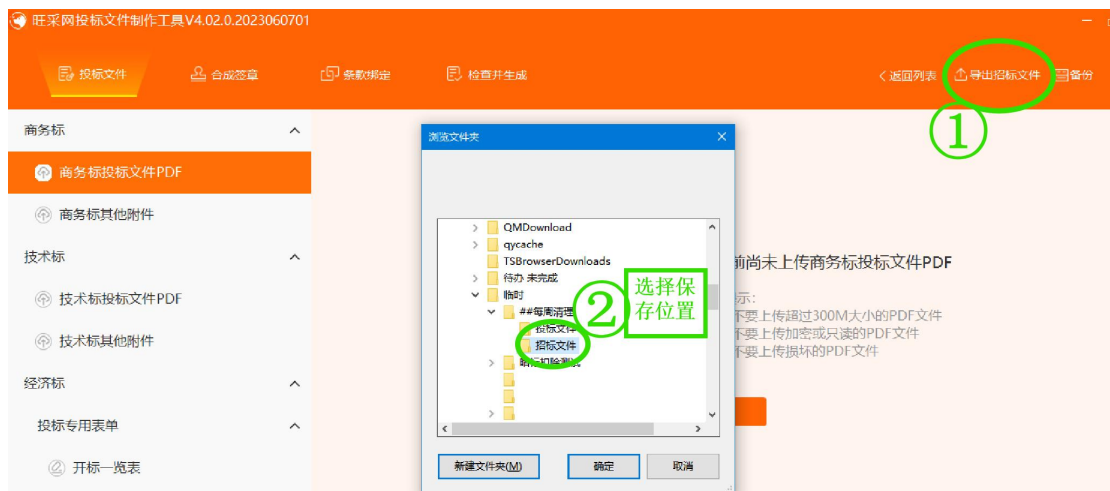 旺采网投标文件制作工具V4.02.0.2023060701
投标文件
合成签章
条款绑定
检查并生成
返回列表
导出招标文件
备份
①
商务标
商务标投标文件PDF
商务标其他附件
技术标
技术标投标文件PDF
技术标其他附件
经济标
投标专用表单
开标一览表
浏览文件夹
QMDownload
qycache
TSBrowserDownloads
待办 未完成
临时
##每周清理
投标文件
招标文件
②
选择保
存位置
新建文件夹(M)
确定
取消
前尚未上传商务标投标文件PDF
示：
不要上传超过300M大小的PDF文件
不要上传加密或只读的PDF文件
不要上传损坏的PDF文件